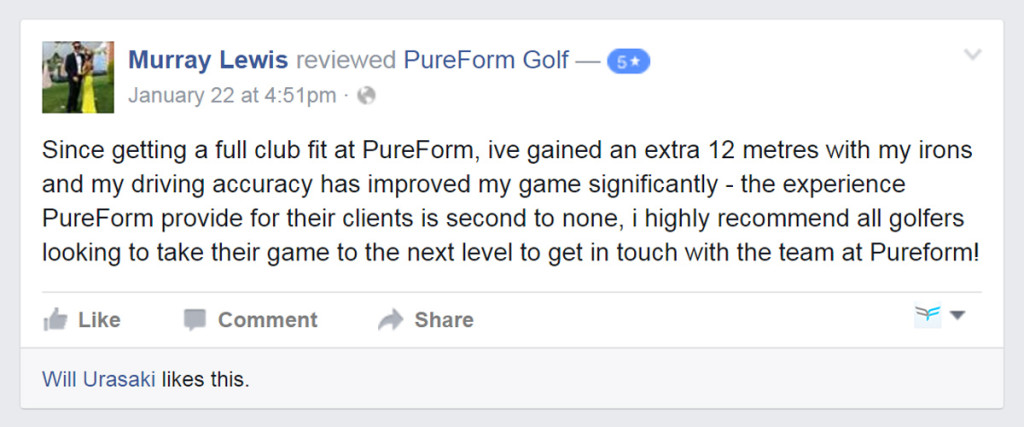 Murray Lewis reviewed PureForm Golf — 5★
January 22 at 4:51pm ·
Since getting a full club fit at PureForm, ive gained an extra 12 metres with my irons
and my driving accuracy has improved my game significantly - the experience
PureForm provide for their clients is second to none, i highly recommend all golfers
looking to take their game to the next level to get in touch with the team at Pureform!
Like Comment Share
Will Urasaki likes this.